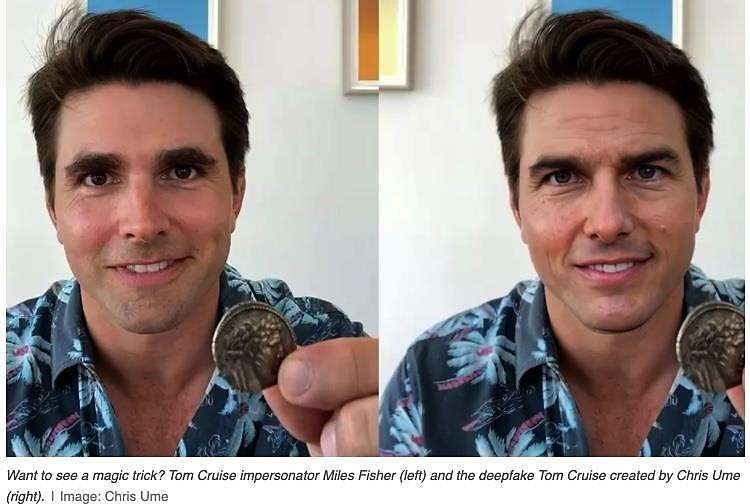 Want to see a magic trick? Tom Cruise impersonator Miles Fisher (left) and the deepfake Tom Cruise created by Chris Ume
(right). I Image: Chris Ume